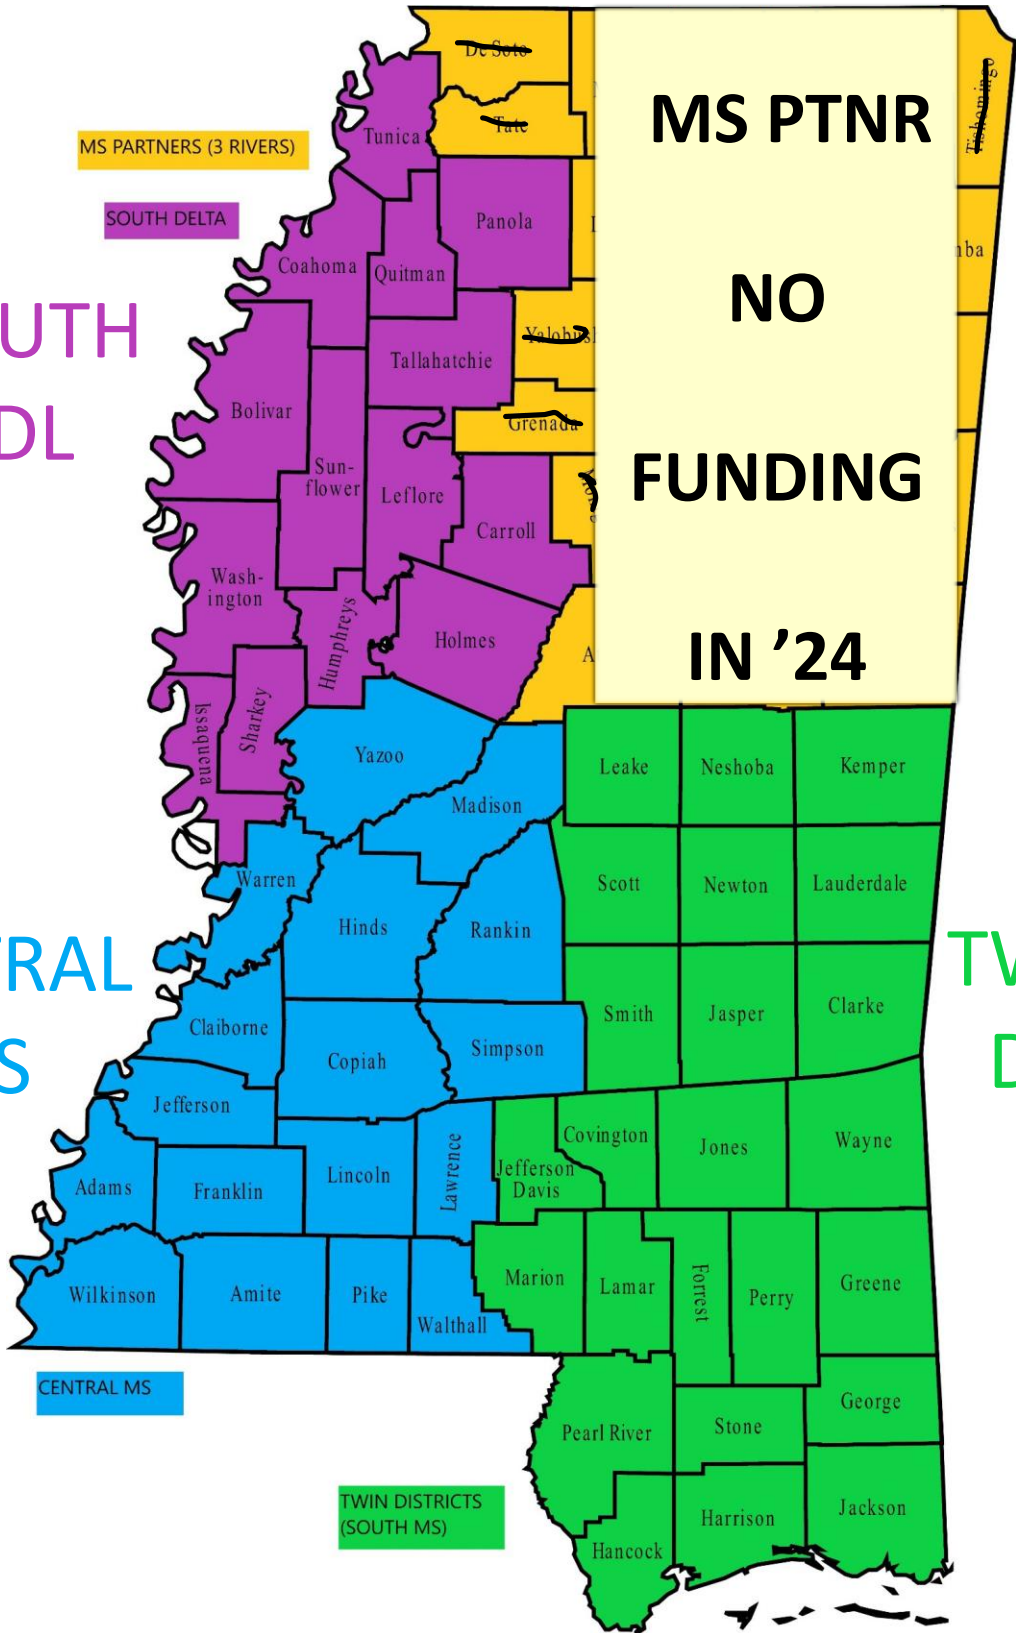 De Soto
MS PTNR
Tate
Tishomingo
Tunica
MS PARTNERS (3 RIVERS)
SOUTH DELTA
Panola
Coahoma
Quitman
NO
UTH
DL
Yalobush
Tallahatchie
Bolivar
Grenada
Sun-
flower
Leflore
FUNDING
Carroll
Wash-
ington
Humphreys
Holmes
IN ’24
Issaquena
Sharkey
Yazoo
Leake
Neshoba
Kemper
Madison
Warren
Scott
Newton
Lauderdale
Hinds
Rankin
TRAL
S
TW
D
Claiborne
Smith
Jasper
Clarke
Copiah
Simpson
Jefferson
Covington
Jones
Wayne
Adams
Franklin
Lincoln
Lawrence
Jefferson
Davis
Wilkinson
Amite
Pike
Walthall
Marion
Lamar
Forrest
Perry
Greene
CENTRAL MS
George
Pearl River
Stone
TWIN DISTRICTS
(SOUTH MS)
Harrison
Jackson
Hancock